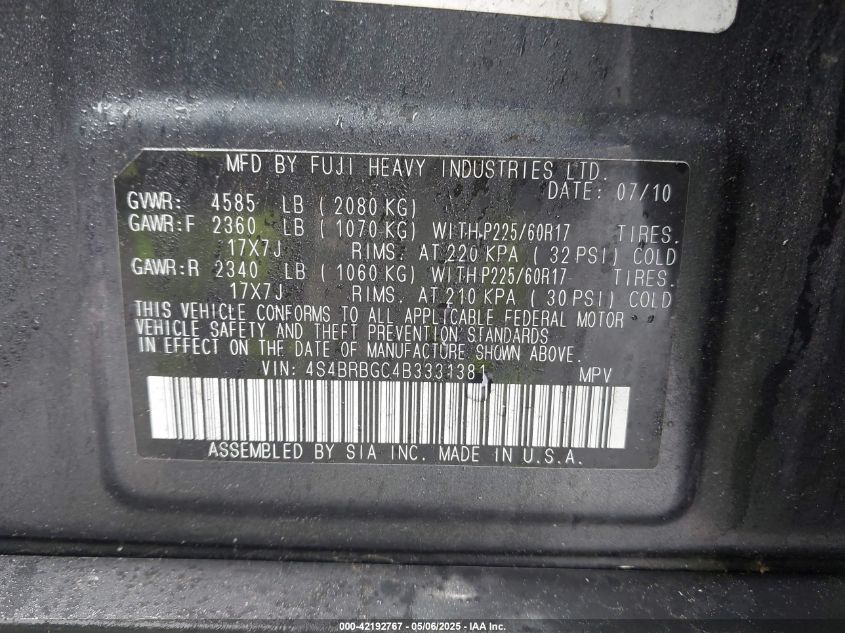 MFD BY FUJI HEAVY INDUSTRIES LTD.
DATE: 07/10
GVWR: 4585 LB ( 2080 KG)
GAWR:F 2360 LB ( 1070 KG) WITH P225/60R17 TIRES.
17X7J RIMS. AT 220 KPA ( 32 PSI) COLD
GAWR:R 2340 LB ( 1060 KG) WITH P225/60R17 TIRES.
17X7J RIMS. AT 210 KPA ( 30 PSI) COLD
THIS VEHICLE CONFORMS TO ALL APPLICABLE FEDERAL MOTOR
VEHICLE SAFETY AND THEFT PREVENTION STANDARDS
IN EFFECT ON THE DATE OF MANUFACTURE SHOWN ABOVE.
VIN: 4S4BRBGC4B3331381 MPV
ASSEMBLED BY SIA INC. MADE IN U.S.A.
000-42192767 - 05/06/2025 - IAA Inc.